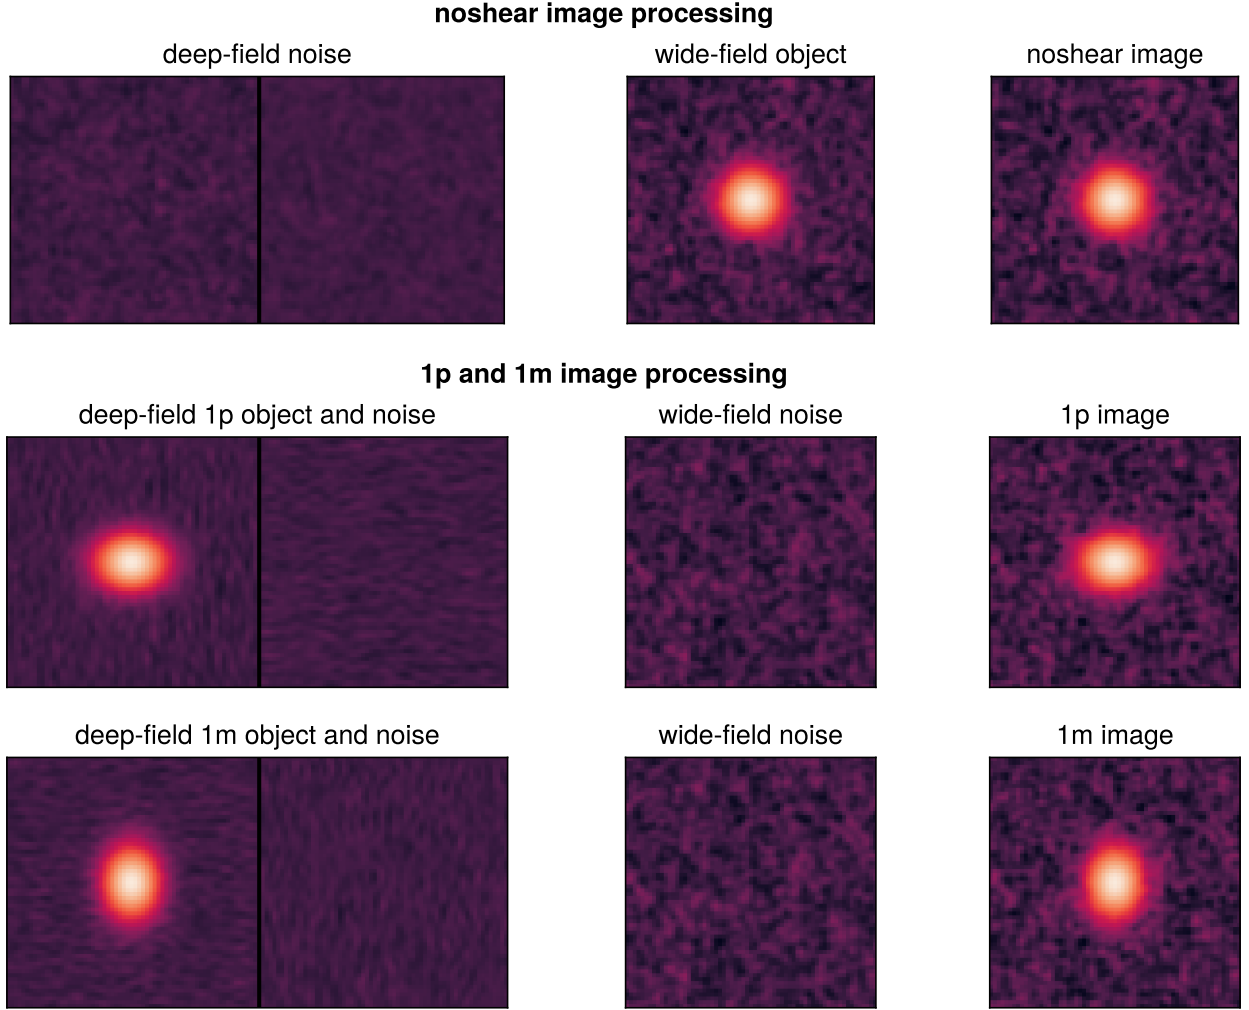 noshear image processing
deep-field noise
wide-field object
noshear image
1p and 1m image processing
deep-field 1p object and noise
wide-field noise
1p image
deep-field 1m object and noise
wide-field noise
1m image